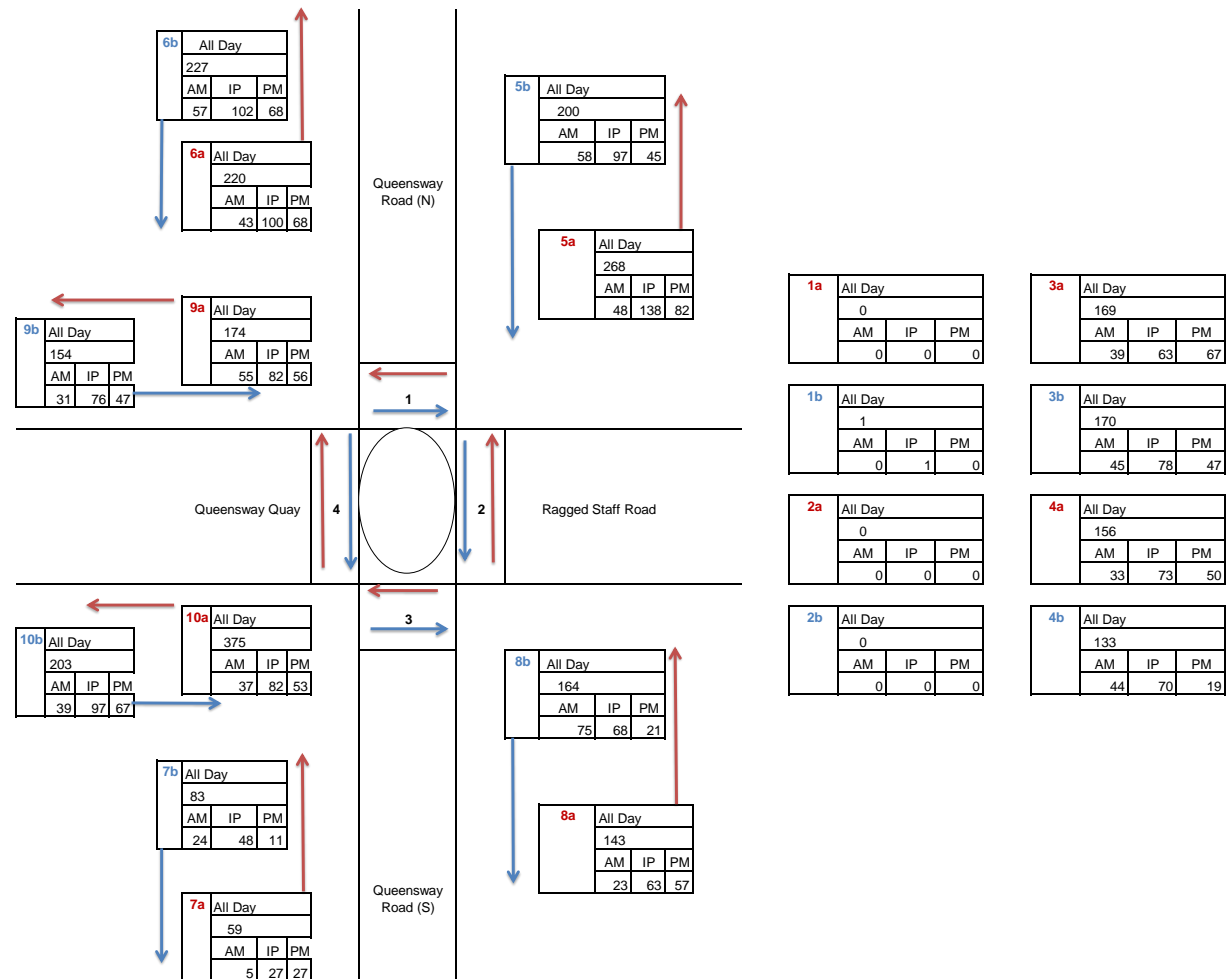 6b All Day
227
AM IP PM
57 102 68
6a All Day
220
AM IP PM
43 100 68
Queensway
Road (N)
5b All Day
200
AM IP PM
58 97 45
5a All Day
268
AM IP PM
48 138 82
9a All Day
174
AM IP PM
55 82 56
9b All Day
154
AM IP PM
31 76 47
1
Queensway Quay
4
2
Ragged Staff Road
3
10a All Day
375
AM IP PM
37 82 53
10b All Day
203
AM IP PM
39 97 67
8b All Day
164
AM IP PM
75 68 21
7b All Day
83
AM IP PM
24 48 11
8a All Day
143
AM IP PM
23 63 57
7a All Day
59
AM IP PM
5 27 27
Queensway
Road (S)
1a All Day
0
AM IP PM
0 0 0
3a All Day
169
AM IP PM
39 63 67
1b All Day
1
AM IP PM
0 1 0
3b All Day
170
AM IP PM
45 78 47
2a All Day
0
AM IP PM
0 0 0
4a All Day
156
AM IP PM
33 73 50
2b All Day
0
AM IP PM
0 0 0
4b All Day
133
AM IP PM
44 70 19